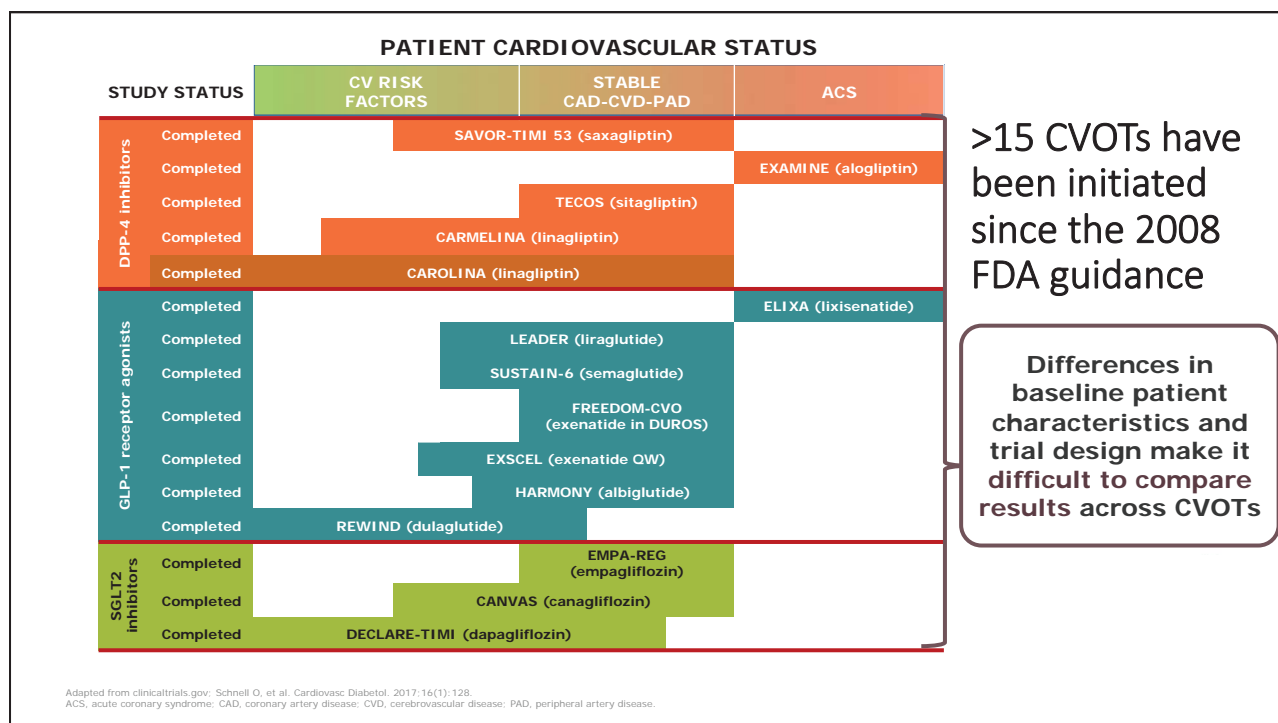 PATIENT CARDIOVASCULAR STATUS
STUDY STATUS
CV RISK
FACTORS
STABLE
CAD-CVD-PAD
ACS
DPP-4 inhibitors
Completed
SAVOR-TIMI 53 (saxagliptin)
Completed
EXAMINE (alogliptin)
Completed
TECOS (sitagliptin)
Completed
CARMELINA (linagliptin)
Completed
CAROLINA (linagliptin)
GLP-1 receptor agonists
Completed
ELIXA (lixisenatide)
Completed
LEADER (liraglutide)
Completed
SUSTAIN-6 (semaglutide)
Completed
FREEDOM-CVO
(exenatide in DUROS)
Completed
EXSCEL (exenatide QW)
Completed
HARMONY (albiglutide)
Completed
REWIND (dulaglutide)
SGLT2
inhibitors
Completed
EMPA-REG
(empagliflozin)
Completed
CANVAS (canagliflozin)
Completed
DECLARE-TIMI (dapagliflozin)
>15 CVOTs have
been initiated
since the 2008
FDA guidance
Differences in
baseline patient
characteristics and
trial design make it
difficult to compare
results across CVOTs
Adapted from clinicaltrials.gov; Schnell O, et al. Cardiovasc Diabetol. 2017;16(1):128.
ACS, acute coronary syndrome; CAD, coronary artery disease; CVD, cerebrovascular disease; PAD, peripheral artery disease.